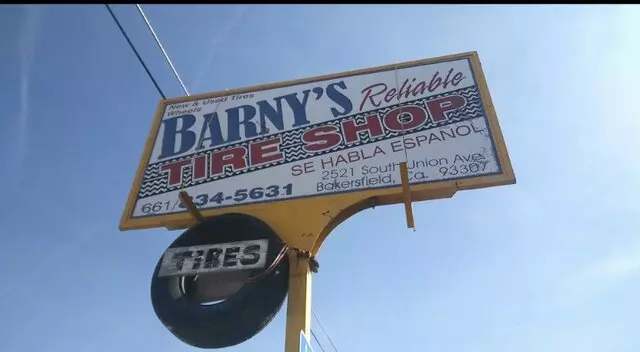 New & Used Tires
Wheels
BARNY'S Reliable
TIRE SHOP
SE HABLA ESPANOL
2521 South Union Ave.
Bakersfield, Ca. 93307
661/834-5631
TIRES